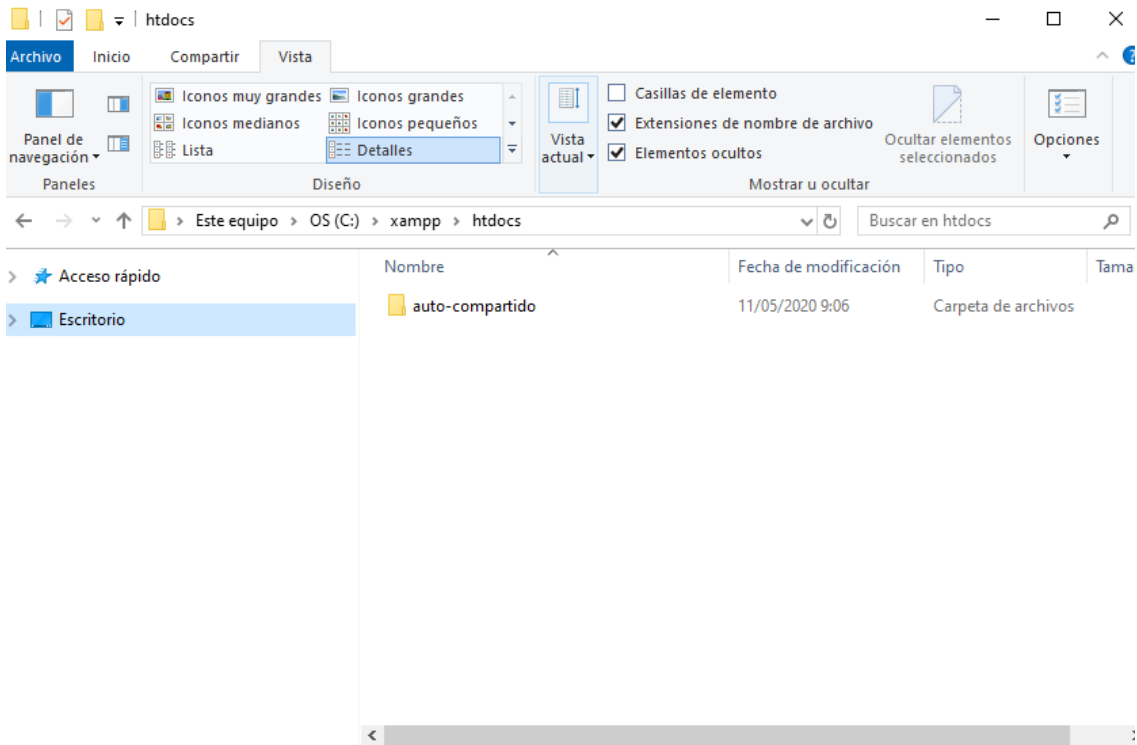 htdocs
Archivo Inicio Compartir Vista
Panel de navegación
Iconos muy grandes Iconos grandes
Iconos medianos Iconos pequeños
Lista Detalles
Vista actual
Casillas de elemento
Extensiones de nombre de archivo
Elementos ocultos
Ocultar elementos seleccionados
Opciones
Paneles Diseño Mostrar u ocultar
Este equipo > OS (C:) > xampp > htdocs
Buscar en htdocs
Acceso rápido
Escritorio
Nombre Fecha de modificación Tipo Tama
auto-compartido 11/05/2020 9:06 Carpeta de archivos